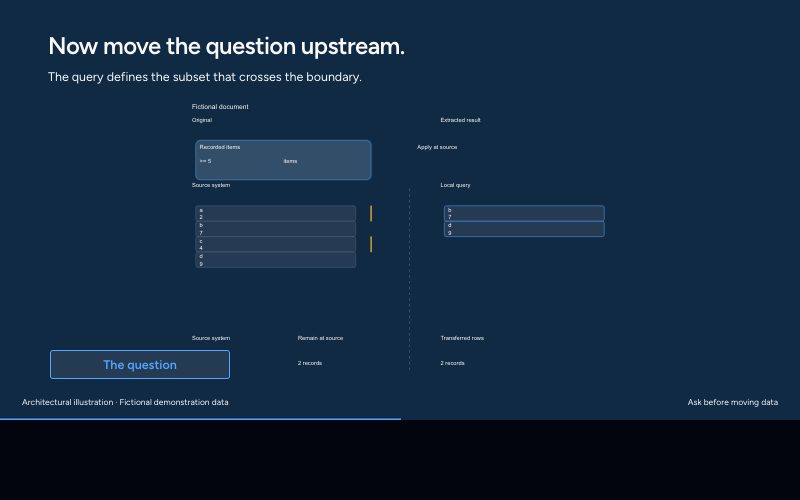 Now move the question upstream.
The query defines the subset that crosses the boundary.
Fictional document
Original
Extracted result
Recorded items
Apply at source
>= 5 items
Source system
Local query
a
2
b
7
c
4
d
9
b
7
d
9
Source system
Remain at source
Transferred rows
2 records
2 records
The question
Architectural illustration · Fictional demonstration data
Ask before moving data